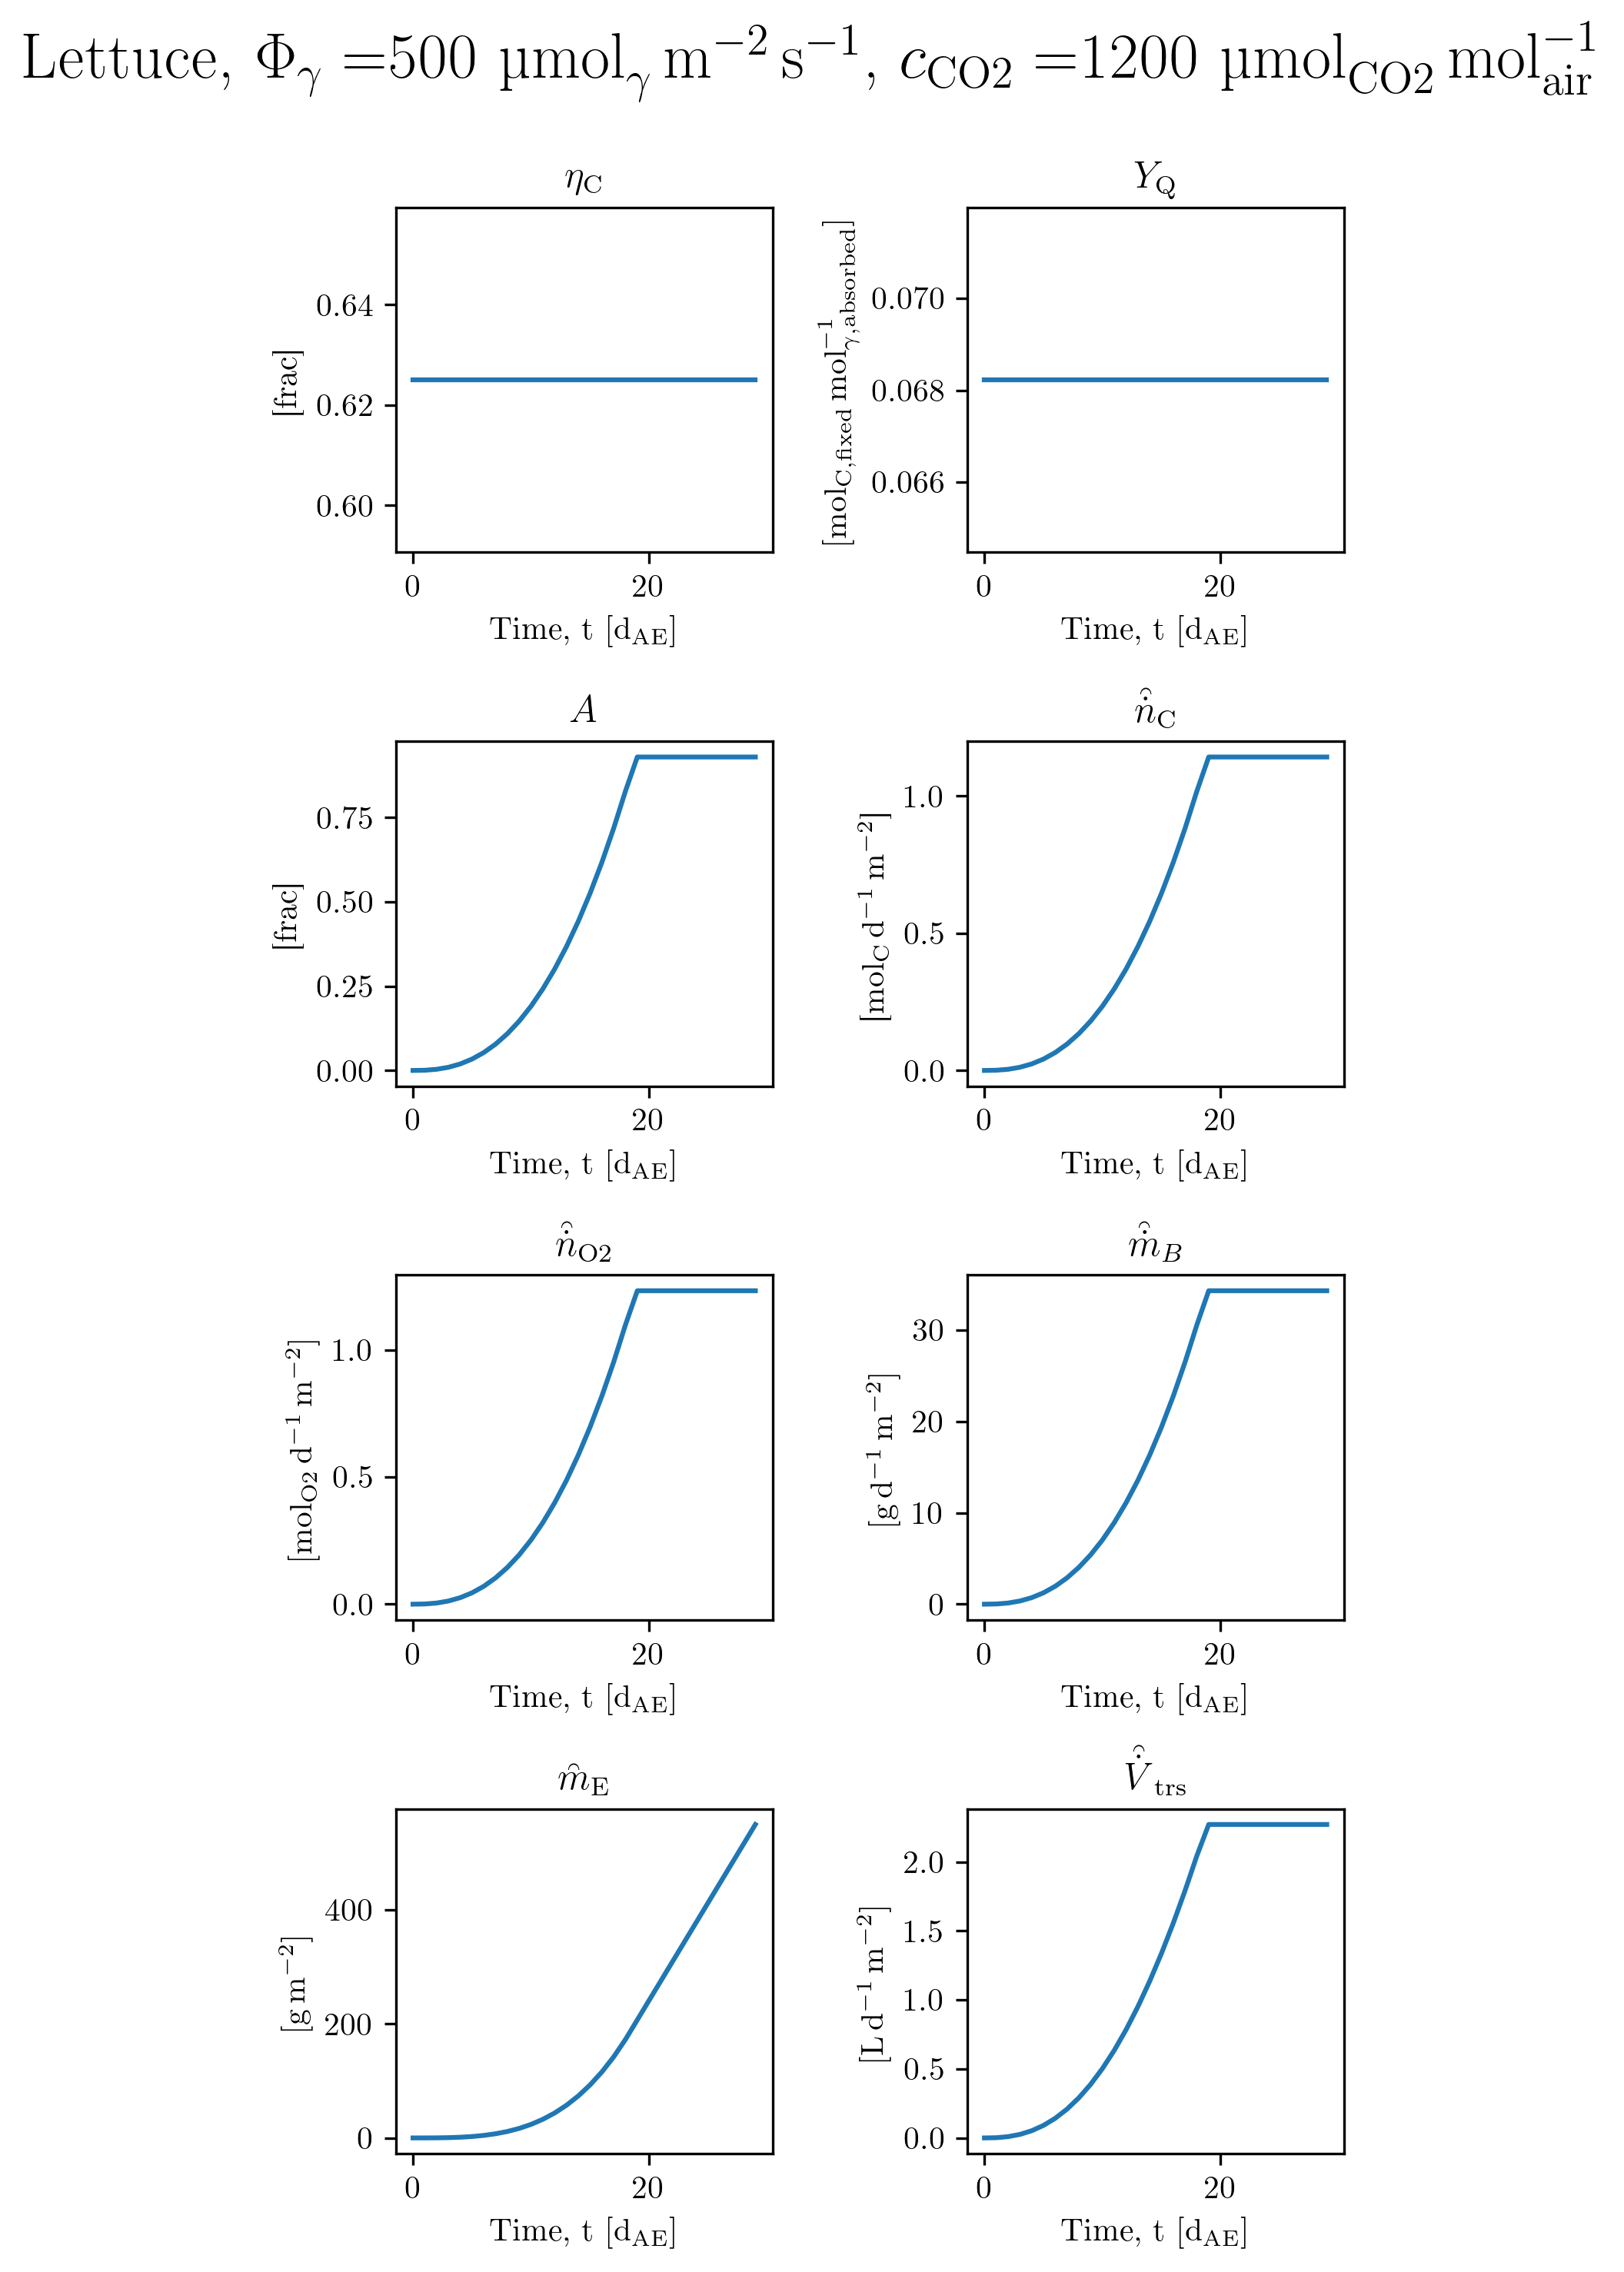 Lettuce, Φγ =500 µmolγ m⁻² s⁻¹, cCO2 =1200 µmolCO2 mol⁻¹air
ηC
[frac]
0.64
0.62
0.60
0 20
Time, t [dAE]
YQ
[molC,fixed mol⁻¹γ,absorbed]
0.070
0.068
0.066
0 20
Time, t [dAE]
A
[frac]
0.75
0.50
0.25
0.00
0 20
Time, t [dAE]
n̂̇C
[molC d⁻¹ m⁻²]
1.0
0.5
0.0
0 20
Time, t [dAE]
n̂̇O2
[molO2 d⁻¹ m⁻²]
1.0
0.5
0.0
0 20
Time, t [dAE]
m̂̇B
[g d⁻¹ m⁻²]
30
20
10
0
0 20
Time, t [dAE]
m̂E
[g m⁻²]
400
200
0
0 20
Time, t [dAE]
V̂̇trs
[L d⁻¹ m⁻²]
2.0
1.5
1.0
0.5
0.0
0 20
Time, t [dAE]